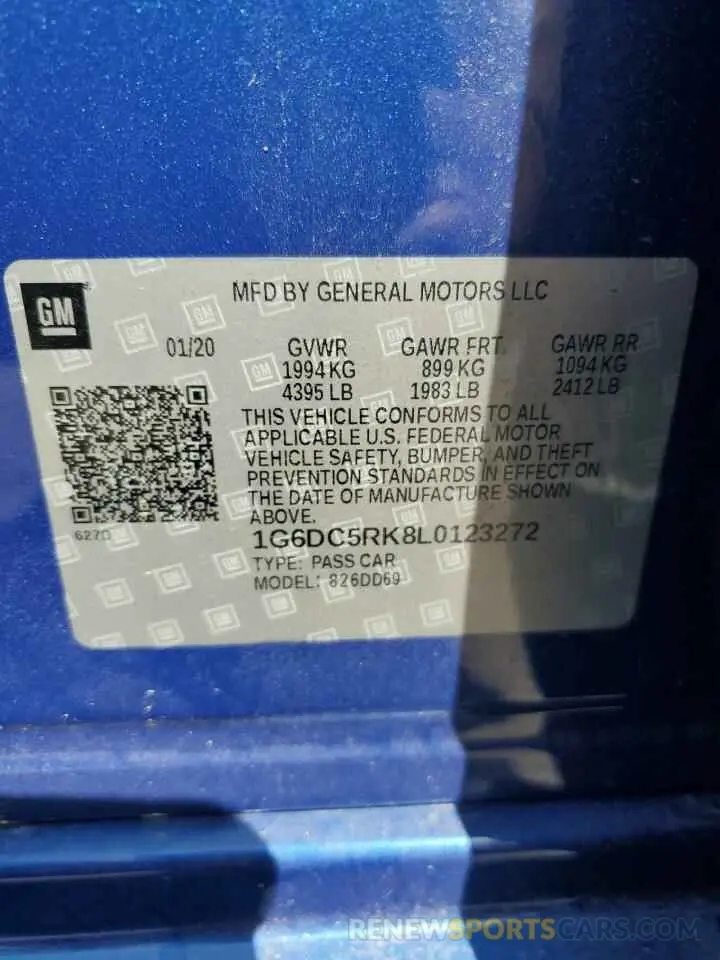 GM
MFD BY GENERAL MOTORS LLC
01/20 GVWR GAWR FRT. GAWR RR
1994 KG 899 KG 1094 KG
4395 LB 1983 LB 2412 LB
THIS VEHICLE CONFORMS TO ALL
APPLICABLE U.S. FEDERAL MOTOR
VEHICLE SAFETY, BUMPER, AND THEFT
PREVENTION STANDARDS IN EFFECT ON
THE DATE OF MANUFACTURE SHOWN
ABOVE.
6270
1G6DC5RK8L0123272
TYPE: PASS CAR
MODEL: 826DD69
RENEWSPORTSCARS.COM